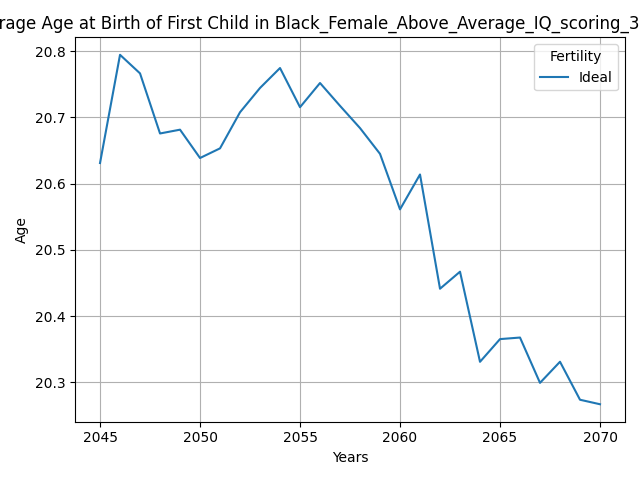 rage Age at Birth of First Child in Black_Female_Above_Average_IQ_scoring_3
Fertility
Ideal
20.8
20.7
20.6
20.5
20.4
20.3
Age
2045 2050 2055 2060 2065 2070
Years